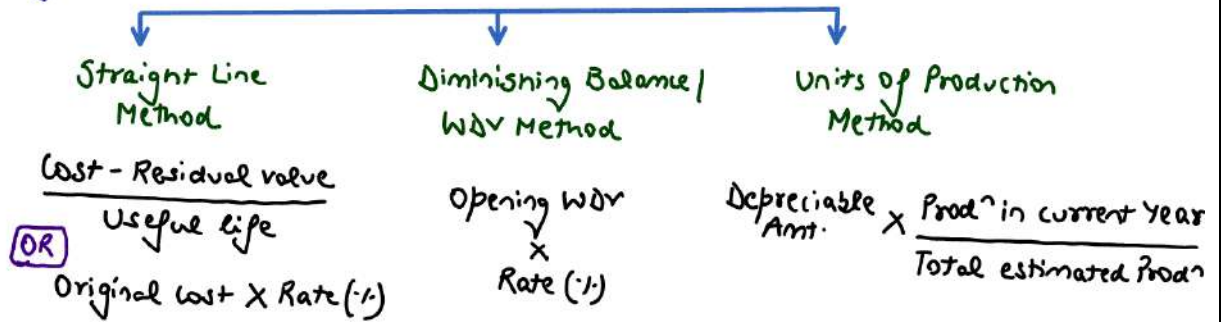 Straight Line
Method
Cost - Residual value
Useful life
OR
Original cost X Rate (%)
Diminishing Balance/
WDV Method
Opening WDV
X
Rate (%)
Units of Production
Method
Depreciable Amt. X Prodⁿ in current Year
Total estimated Prodⁿ